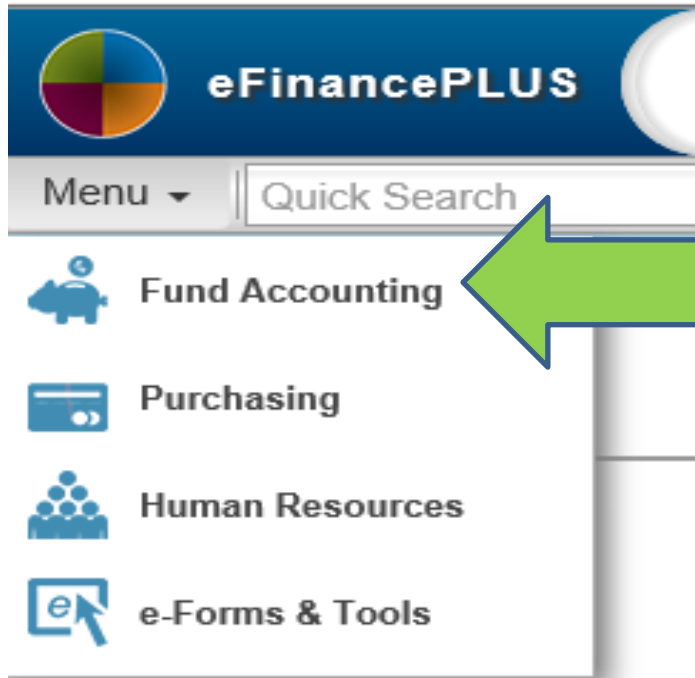 eFinancePLUS
Menu
Quick Search
Fund Accounting
Purchasing
Human Resources
e
e-Forms & Tools